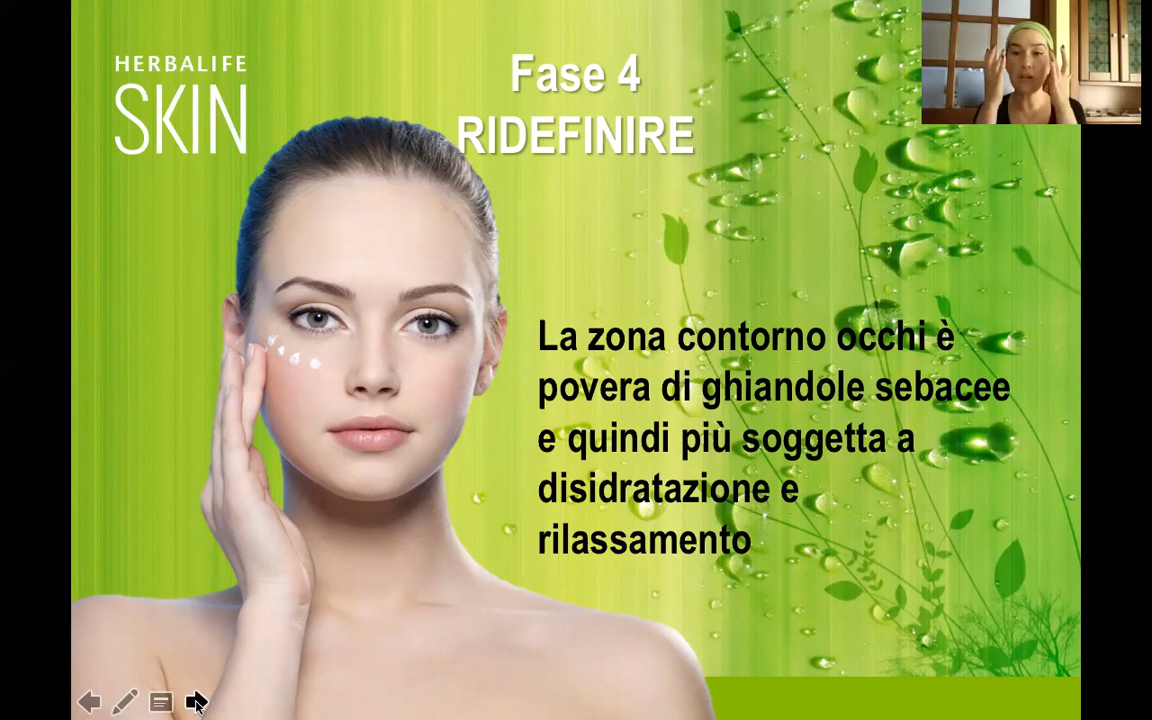 HERBALIFE
SKIN
Fase 4
RIDEFINIRE
La zona contorno occhi è
povera di ghiandole sebacee
e quindi più soggetta a
disidratazione e
rilassamento